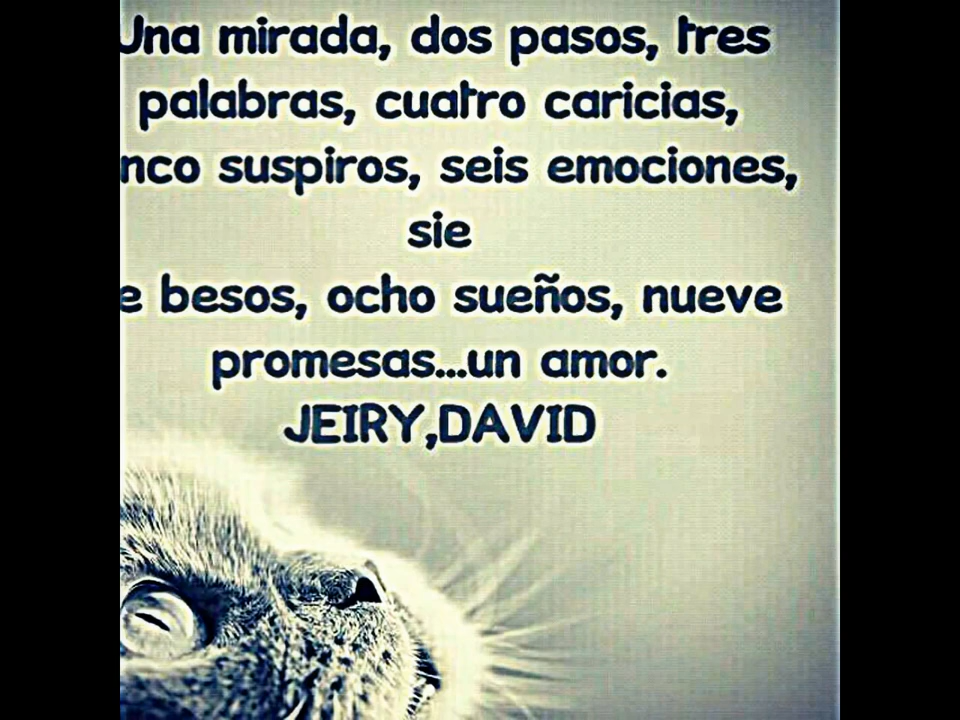 Una mirada, dos pasos, tres
palabras, cuatro caricias,
nco suspiros, seis emociones,
sie
e besos, ocho sueños, nueve
promesas...un amor.
JEIRY,DAVID